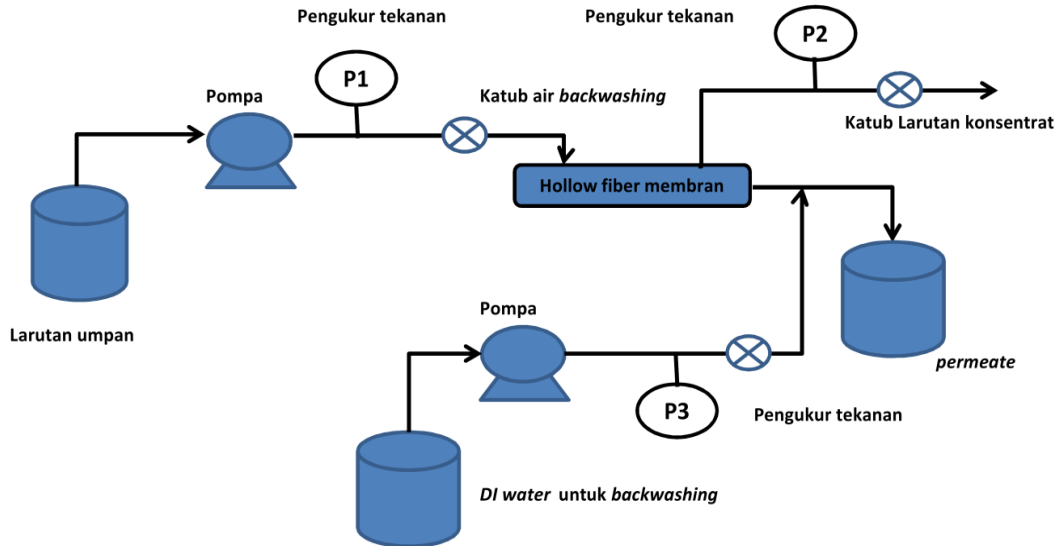 Pengukur tekanan
Pengukur tekanan
P1
P2
Pompa
Katub air backwashing
Katub Larutan konsentrat
Hollow fiber membran
Larutan umpan
Pompa
permeate
P3
Pengukur tekanan
DI water untuk backwashing